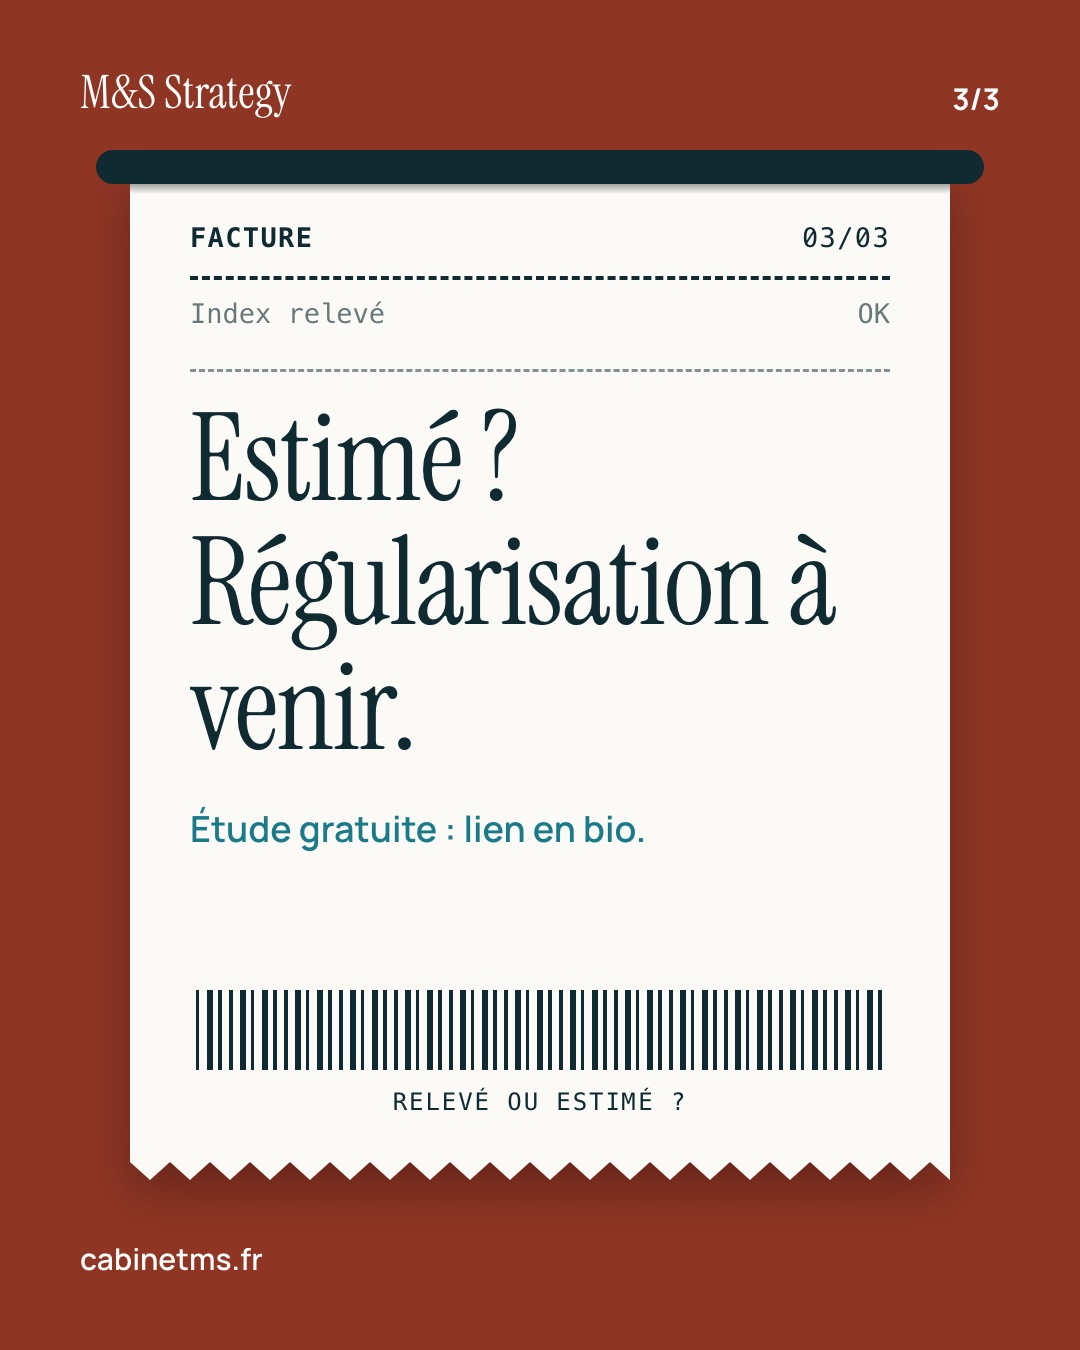 M&S Strategy
3/3
FACTURE 03/03
Index relevé OK
Estimé ?
Régularisation à
venir.
Étude gratuite : lien en bio.
RELEVÉ OU ESTIMÉ ?
cabinetms.fr